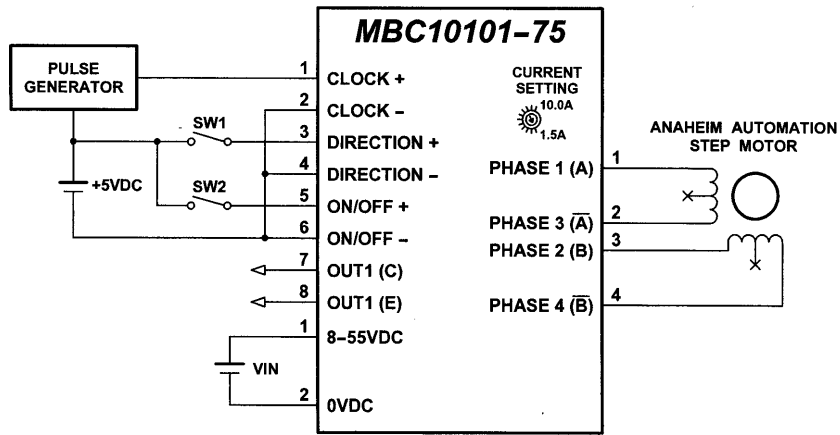 MBC10101-75
PULSE
GENERATOR
1
CLOCK +
2
CLOCK -
SW1
3
DIRECTION +
4
DIRECTION -
+5VDC
SW2
5
ON/OFF +
6
ON/OFF -
7
OUT1 (C)
8
OUT1 (E)
1
8-55VDC
VIN
2
0VDC
CURRENT
SETTING
10.0A
1.5A
PHASE 1 (A)
1
PHASE 3 (A̅)
2
PHASE 2 (B)
3
PHASE 4 (B̅)
4
ANAHEIM AUTOMATION
STEP MOTOR